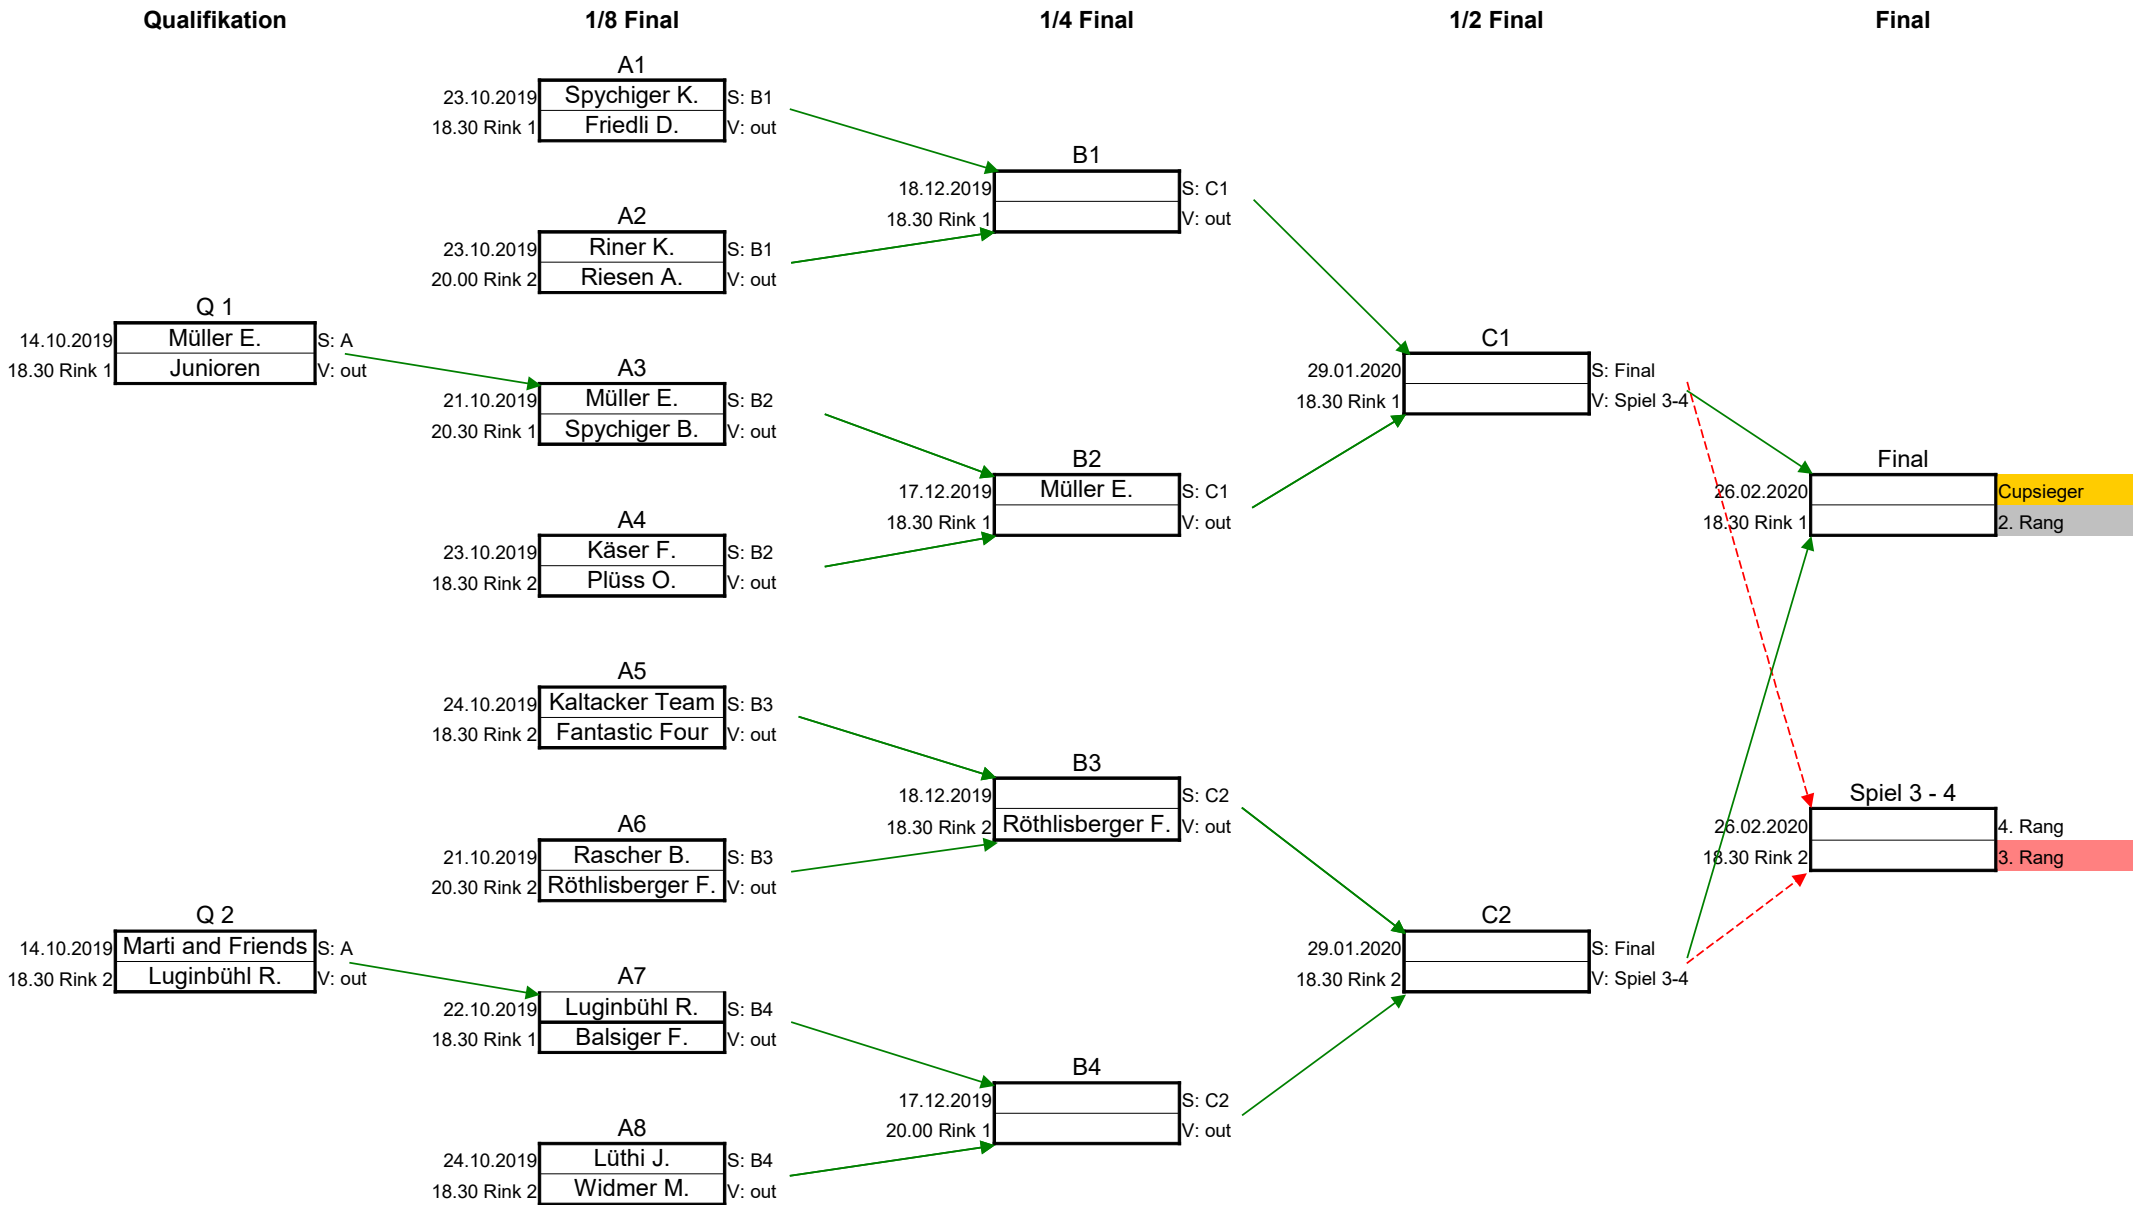 Qualifikation
1/8 Final
1/4 Final
1/2 Final
Final
Q 1
14.10.2019 Müller E. S: A
18.30 Rink 1 Junioren V: out
Q 2
14.10.2019 Marti and Friends S: A
18.30 Rink 2 Luginbühl R. V: out
A1
23.10.2019 Spychiger K. S: B1
18.30 Rink 1 Friedli D. V: out
A2
23.10.2019 Riner K. S: B1
20.00 Rink 2 Riesen A. V: out
A3
21.10.2019 Müller E. S: B2
20.30 Rink 1 Spychiger B. V: out
A4
23.10.2019 Käser F. S: B2
18.30 Rink 2 Plüss O. V: out
A5
24.10.2019 Kaltacker Team S: B3
18.30 Rink 2 Fantastic Four V: out
A6
21.10.2019 Rascher B. S: B3
20.30 Rink 2 Röthlisberger F. V: out
A7
22.10.2019 Luginbühl R. S: B4
18.30 Rink 1 Balsiger F. V: out
A8
24.10.2019 Lüthi J. S: B4
18.30 Rink 2 Widmer M. V: out
B1
18.12.2019 S: C1
18.30 Rink 1 V: out
B2
17.12.2019 Müller E. S: C1
18.30 Rink 1 V: out
B3
18.12.2019 S: C2
18.30 Rink 2 Röthlisberger F. V: out
B4
17.12.2019 S: C2
20.00 Rink 1 V: out
C1
29.01.2020 S: Final
18.30 Rink 1 V: Spiel 3-4
C2
29.01.2020 S: Final
18.30 Rink 2 V: Spiel 3-4
Final
26.02.2020 Cupsieger
18.30 Rink 1 2. Rang
Spiel 3 - 4
26.02.2020 4. Rang
18.30 Rink 2 3. Rang